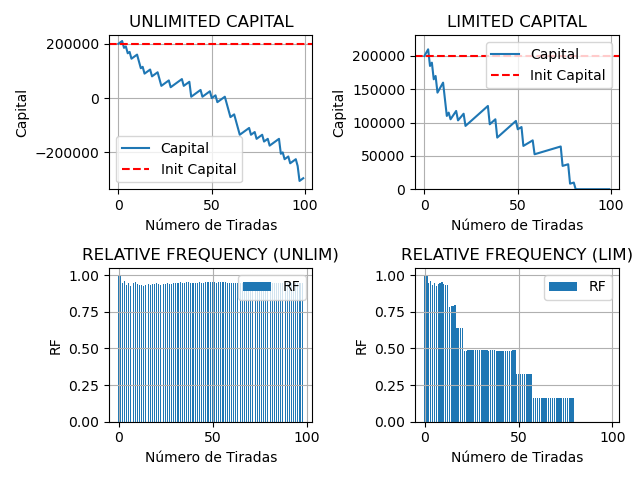 UNLIMITED CAPITAL
Capital
200000
0
−200000
Capital
Init Capital
0
50
100
Número de Tiradas
LIMITED CAPITAL
Capital
200000
150000
100000
50000
0
Capital
Init Capital
0
50
100
Número de Tiradas
RELATIVE FREQUENCY (UNLIM)
RF
1.00
0.75
0.50
0.25
0.00
RF
0
50
100
Número de Tiradas
RELATIVE FREQUENCY (LIM)
RF
1.00
0.75
0.50
0.25
0.00
RF
0
50
100
Número de Tiradas